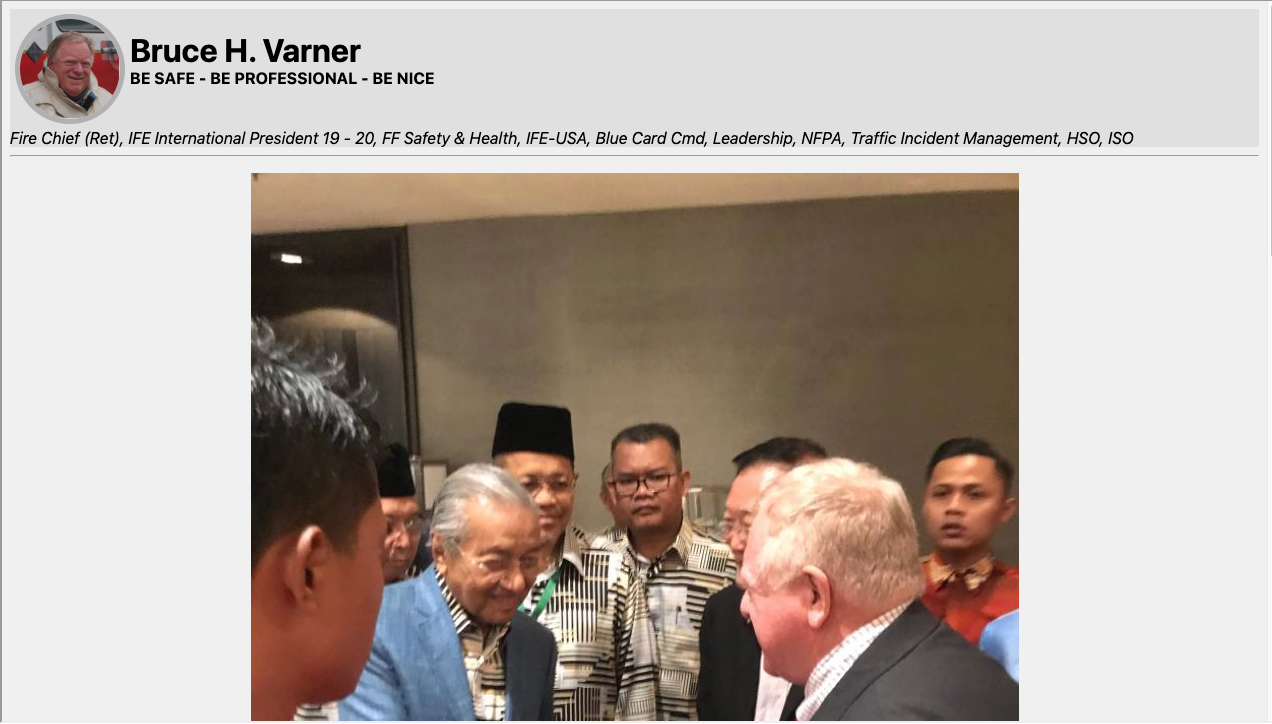 Bruce H. Varner
BE SAFE - BE PROFESSIONAL - BE NICE
Fire Chief (Ret), IFE International President 19 - 20, FF Safety & Health, IFE-USA, Blue Card Cmd, Leadership, NFPA, Traffic Incident Management, HSO, ISO